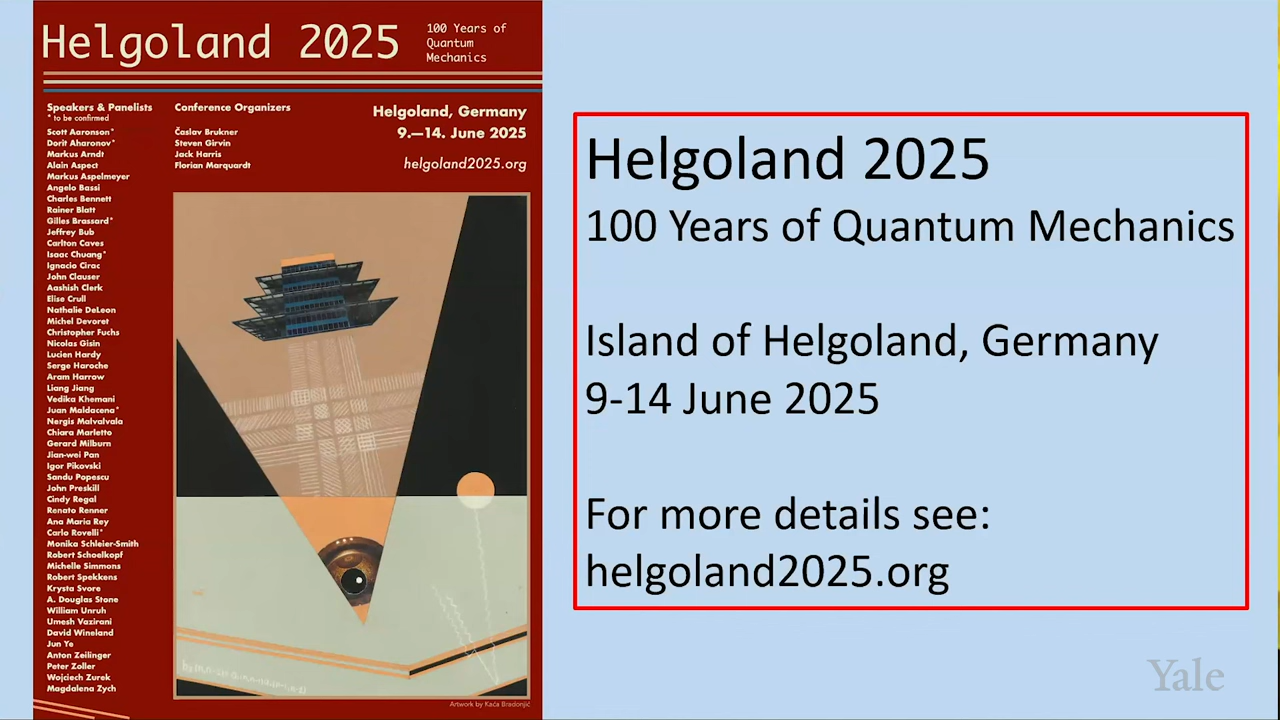 Helgoland 2025
100 Years of
Quantum
Mechanics
Speakers & Panelists
* to be confirmed
Scott Aaronson*
Dorit Aharonov*
Markus Arndt
Alain Aspect
Markus Aspelmeyer
Angelo Bassi
Charles Bennett
Rainer Blatt
Gilles Brassard*
Jeffrey Bub
Carlton Caves
Isaac Chuang*
Ignacio Cirac
John Clauser
Aashish Clerk
Elise Crull
Nathalie DeLeon
Michel Devoret
Christopher Fuchs
Nicolas Gisin
Lucien Hardy
Serge Haroche
Aram Harrow
Liang Jiang
Vedika Khemani
Juan Maldacena*
Nergis Malvalvala
Chiara Marletto
Gerard Milburn
Jian-wei Pan
Igor Pikovski
Sandu Popescu
John Preskill
Cindy Regal
Renato Renner
Ana Maria Rey
Carlo Rovelli*
Monika Schleier-Smith
Robert Schoelkopf
Michelle Simmons
Robert Spekkens
Krysta Svore
A. Douglas Stone
William Unruh
Umesh Vazirani
David Wineland
Jun Ye
Anton Zeilinger
Peter Zoller
Wojciech Zurek
Magdalena Zych
Conference Organizers
Časlav Brukner
Steven Girvin
Jack Harris
Florian Marquardt
Helgoland, Germany
9.—14. June 2025
helgoland2025.org
Artwork by Kaća Bradonjić
Helgoland 2025
100 Years of Quantum Mechanics
Island of Helgoland, Germany
9-14 June 2025
For more details see:
helgoland2025.org
Yale